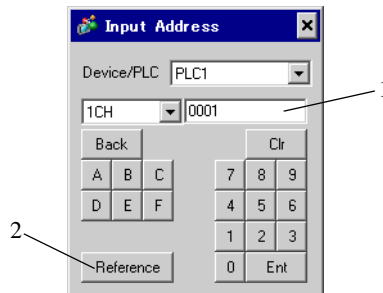 Input Address
Device/PLC PLC1
1
1CH 0001
Back Clr
A B C 7 8 9
D E F 4 5 6
1 2 3
2
Reference 0 Ent